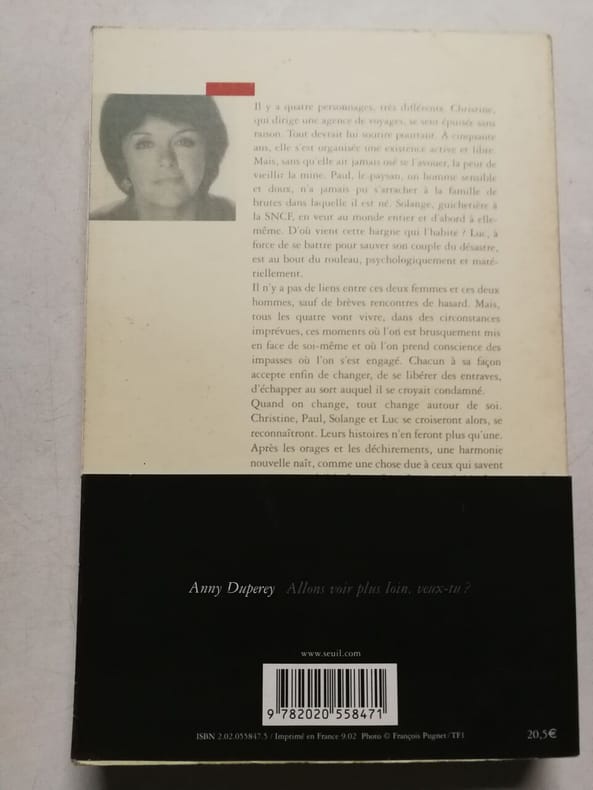 Il y a quatre personnages, très différents. Christine,
qui dirige une agence de voyages, se sent épuisée sans
raison. Tout devrait lui sourire pourtant. À cinquante
ans, elle s'est organisée une existence active et libre.
Mais, sans qu'elle ait jamais osé se l'avouer, la peur de
vieillir la mine. Paul, le paysan, un homme sensible
et doux, n'a jamais pu s'arracher à la famille de
brutes dans laquelle il est né. Solange, guichetière à
la SNCF, en veut au monde entier et d'abord à elle-
même. D'où vient cette hargne qui l'habite ? Luc, à
force de se battre pour sauver son couple du désastre,
est au bout du rouleau, psychologiquement et maté-
riellement.
Il n'y a pas de liens entre ces deux femmes et ces deux
hommes, sauf de brèves rencontres de hasard. Mais,
tous les quatre vont vivre, dans des circonstances
imprévues, ces moments où l'on est brusquement mis
en face de soi-même et où l'on prend conscience des
impasses où l'on s'est engagé. Chacun à sa façon
accepte enfin de changer, de se libérer des entraves,
d'échapper au sort auquel il se croyait condamné.
Quand on change, tout change autour de soi.
Christine, Paul, Solange et Luc se croiseront alors, se
reconnaîtront. Leurs histoires n'en feront plus qu'une.
Après les orages et les déchirements, une harmonie
nouvelle naît, comme une chose due à ceux qui savent
Anny Duperey Allons voir plus loin, veux-tu ?
www.seuil.com
9 782020 558471
ISBN 2.02.055847.5 / Imprimé en France 9.02 Photo © François Pugnet / TF1
20,5€